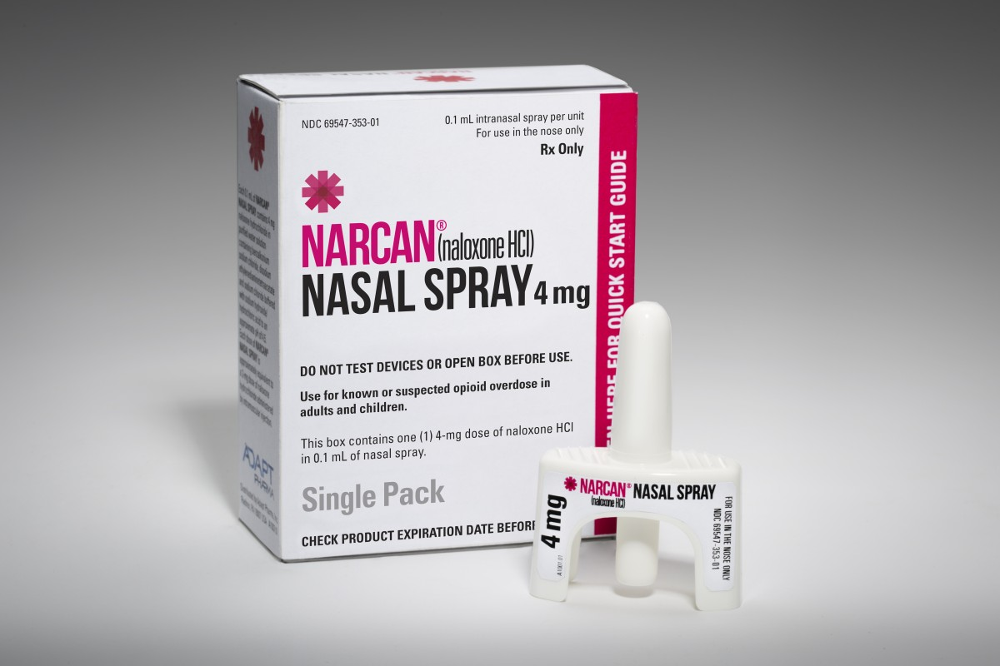 NDC 69547-353-01
0.1 mL intranasal spray per unit
For use in the nose only
Rx Only
NARCAN® (naloxone HCl)
NASAL SPRAY 4 mg
DO NOT TEST DEVICES OR OPEN BOX BEFORE USE.
Use for known or suspected opioid overdose in
adults and children.
This box contains one (1) 4-mg dose of naloxone HCl
in 0.1 mL of nasal spray.
Single Pack
CHECK PRODUCT EXPIRATION DATE BEFOR
HERE FOR QUICK START GUIDE
ADAPT
PHARMA
NARCAN® NASAL SPRAY
(naloxone HCl)
4 mg
A1001.01
FOR USE IN THE NOSE ONLY
NDC 69547-353-01